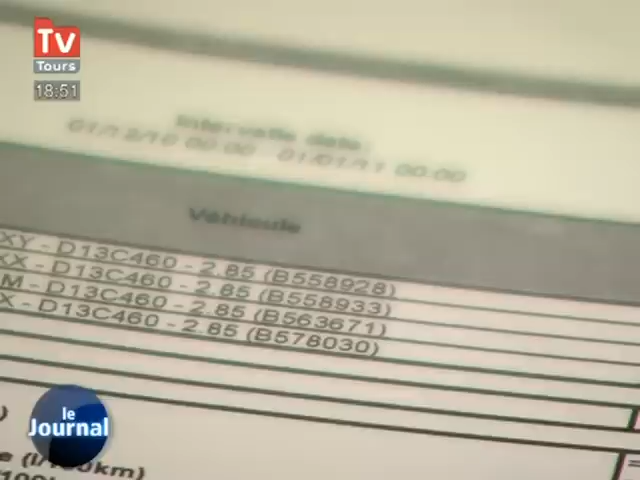 Tv
Tours
18:51
Intervalle date:
01/12/10 00:00 01/01/11 00:00
Véhicule
XY - D13C460 - 2.85 (B558928)
XX - D13C460 - 2.85 (B558933)
M - D13C460 - 2.85 (B563671)
X - D13C460 - 2.85 (B578030)
le
Journal
)
e (l/100km)